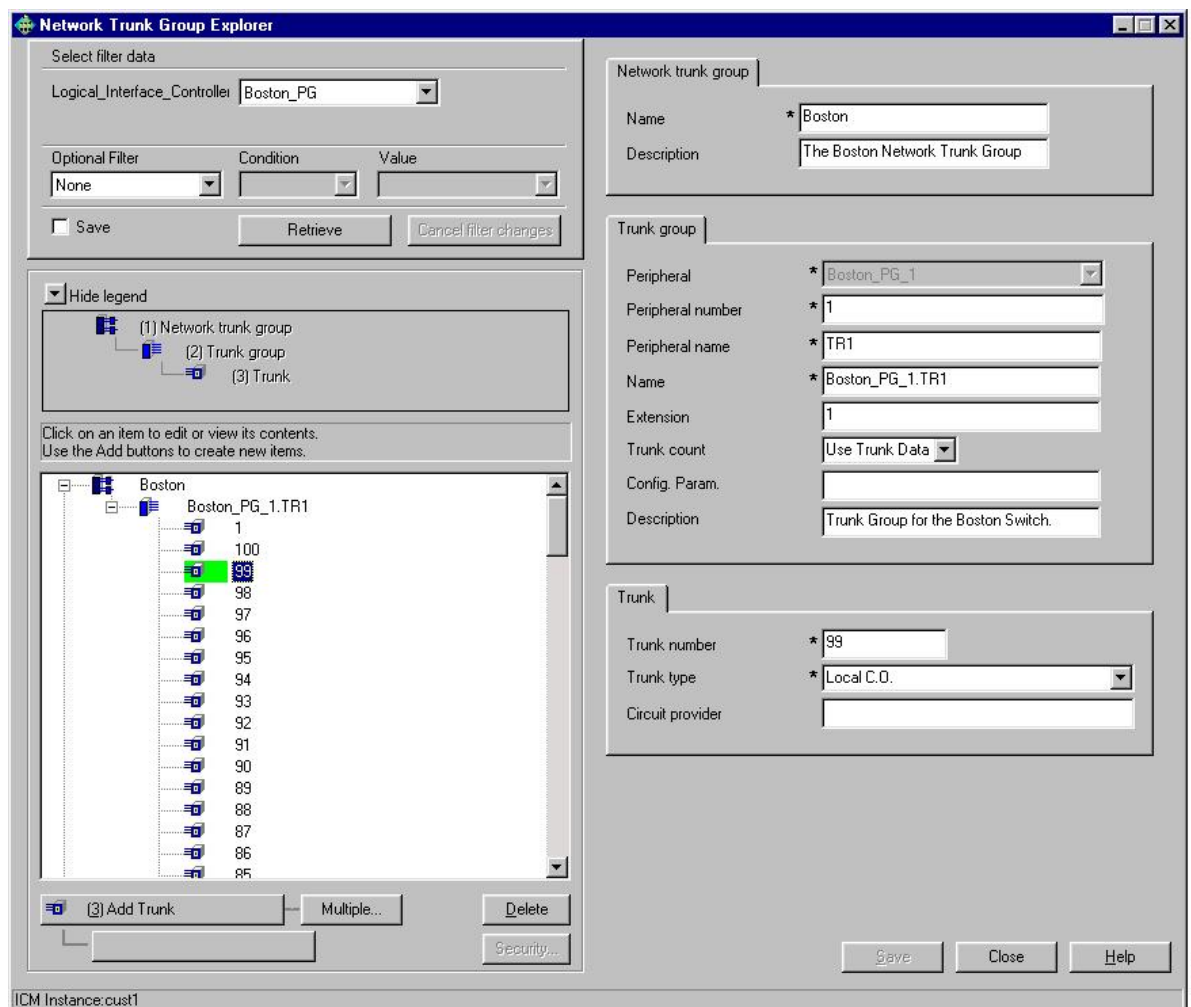 Network Trunk Group Explorer
Select filter data
Logical_Interface_Controller Boston_PG
Optional Filter Condition Value
None
Save Retrieve Cancel filter changes
Hide legend
(1) Network trunk group
(2) Trunk group
(3) Trunk
Click on an item to edit or view its contents.
Use the Add buttons to create new items.
Boston
Boston_PG_1.TR1
1
100
99
98
97
96
95
94
93
92
91
90
89
88
87
86
85
(3) Add Trunk Multiple... Delete
Security...
Network trunk group
Name * Boston
Description The Boston Network Trunk Group
Trunk group
Peripheral * Boston_PG_1
Peripheral number * 1
Peripheral name * TR1
Name * Boston_PG_1.TR1
Extension 1
Trunk count Use Trunk Data
Config. Param.
Description Trunk Group for the Boston Switch.
Trunk
Trunk number * 99
Trunk type * Local C.O.
Circuit provider
Save Close Help
ICM Instance:cust1